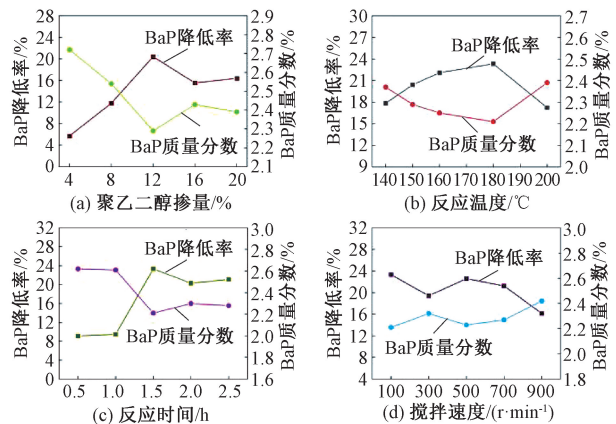 28
24
20
16
12
8
4
0
BaP降低率/%
BaP降低率
BaP质量分数
2.9
2.8
2.7
2.6
2.5
2.4
2.3
2.2
2.1
BaP质量分数/%
4 8 12 16 20
(a) 聚乙二醇掺量/%
30
27
24
21
18
15
12
9
BaP降低率/%
BaP降低率
BaP质量分数
2.7
2.6
2.5
2.4
2.3
2.2
2.1
2.0
BaP质量分数/%
140 150 160 170 180 190 200
(b) 反应温度/℃
32
28
24
20
16
12
8
4
0
BaP降低率/%
BaP降低率
BaP质量分数
3.0
2.8
2.6
2.4
2.2
2.0
1.8
1.6
BaP质量分数/%
0.5 1.0 1.5 2.0 2.5
(c) 反应时间/h
32
28
24
20
16
12
8
4
BaP降低率/%
BaP降低率
BaP质量分数
3.0
2.8
2.6
2.4
2.2
2.0
1.8
BaP质量分数/%
100 300 500 700 900
(d) 搅拌速度/(r·min⁻¹)